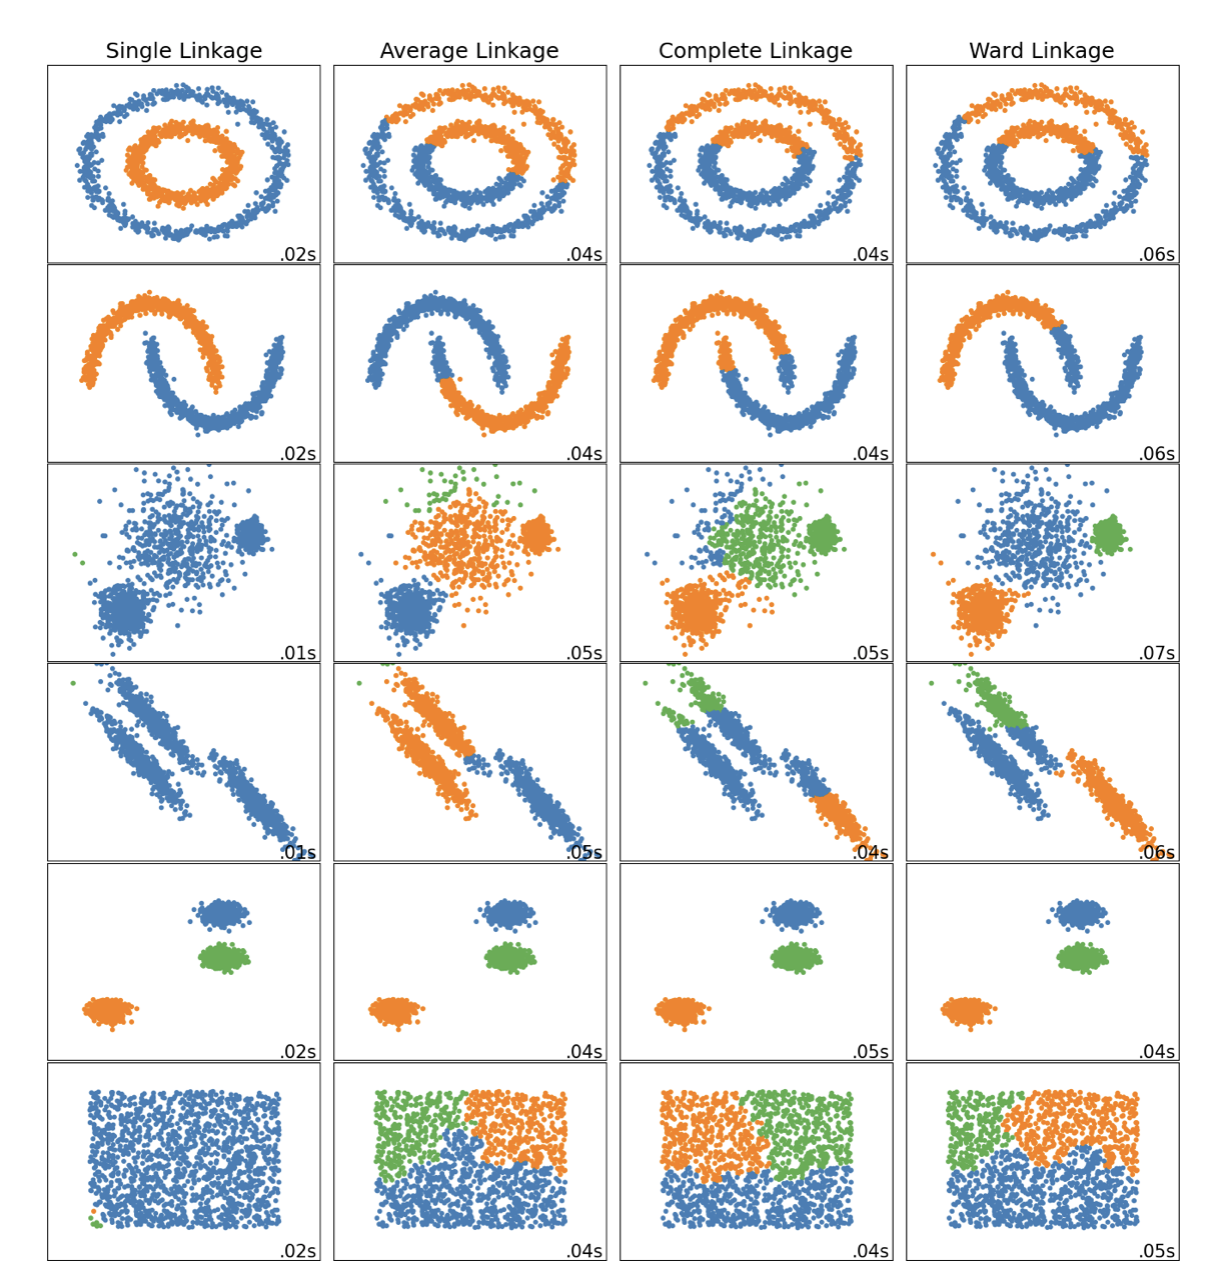 Single Linkage Average Linkage Complete Linkage Ward Linkage
.02s .04s .04s .06s
.02s .04s .04s .06s
.01s .05s .05s .07s
.01s .05s .04s .06s
.02s .04s .05s .04s
.02s .04s .04s .05s